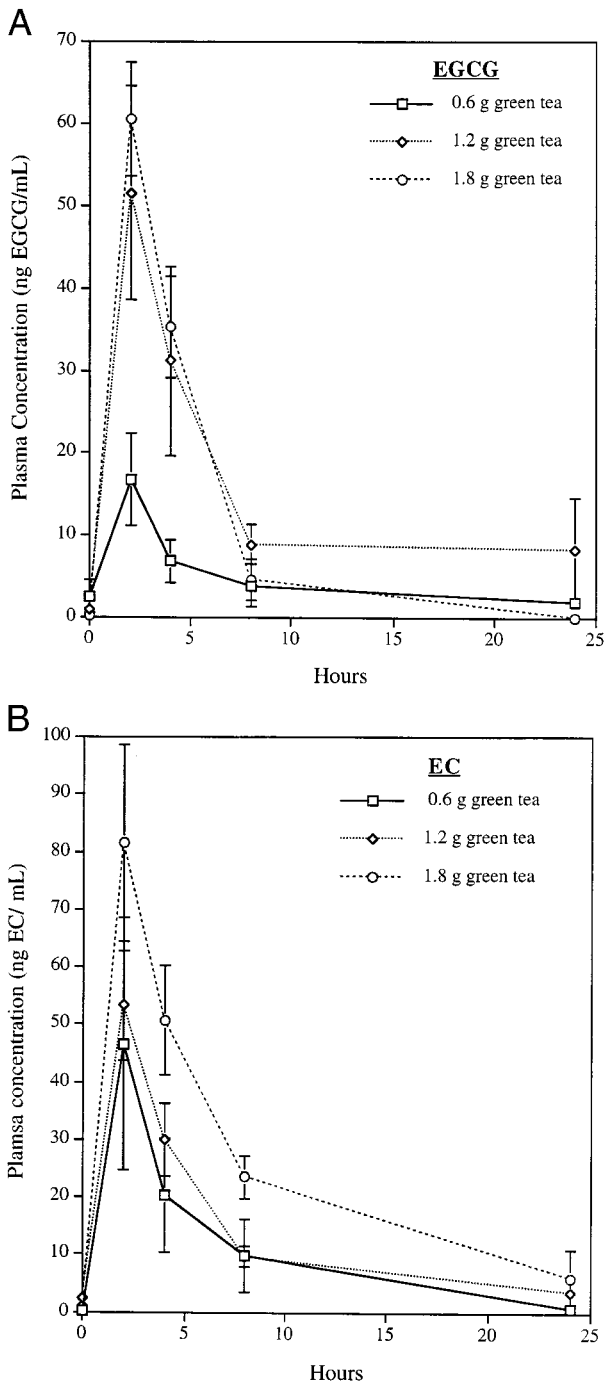 A
EGCG
0.6 g green tea
1.2 g green tea
1.8 g green tea
Plasma Concentration (ng EGCG/mL)
70
60
50
40
30
20
10
0
0 5 10 15 20 25
Hours
B
EC
0.6 g green tea
1.2 g green tea
1.8 g green tea
Plamsa concentration (ng EC/ mL)
100
90
80
70
60
50
40
30
20
10
0
0 5 10 15 20 25
Hours